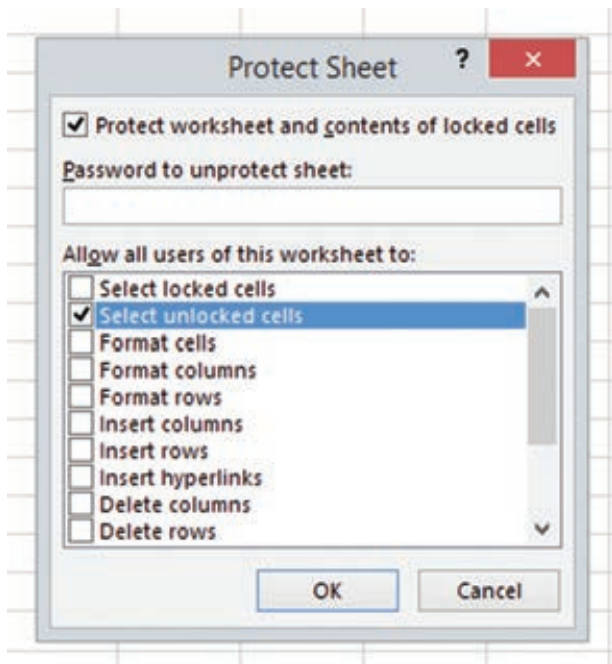 Protect Sheet ? ×
Protect worksheet and contents of locked cells
Password to unprotect sheet:
Allow all users of this worksheet to:
Select locked cells
Select unlocked cells
Format cells
Format columns
Format rows
Insert columns
Insert rows
Insert hyperlinks
Delete columns
Delete rows
OK Cancel